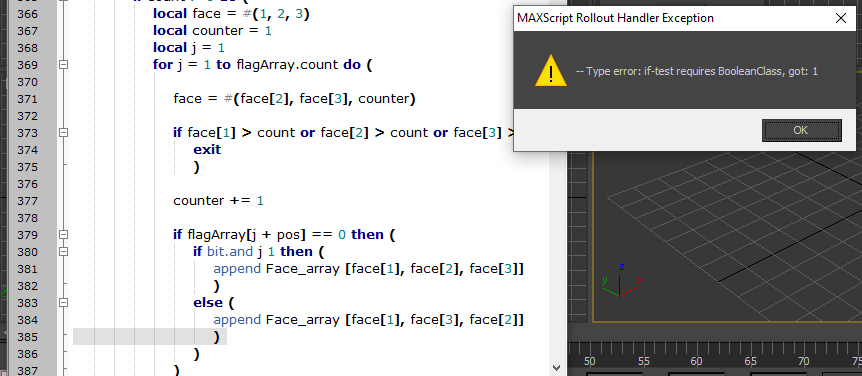 366 local face = #(1, 2, 3)
367 local counter = 1
368 local j = 1
369 for j = 1 to flagArray.count do (
370
371 face = #(face[2], face[3], counter)
372
373 if face[1] > count or face[2] > count or face[3] >
374 exit
375 )
376
377 counter += 1
378
379 if flagArray[j + pos] == 0 then (
380 if bit.and j 1 then (
381 append Face_array [face[1], face[2], face[3]]
382 )
383 else (
384 append Face_array [face[1], face[3], face[2]]
385 )
386 )
387 )
MAXScript Rollout Handler Exception
-- Type error: if-test requires BooleanClass, got: 1
OK
z
y
50 55 60 65 70 75